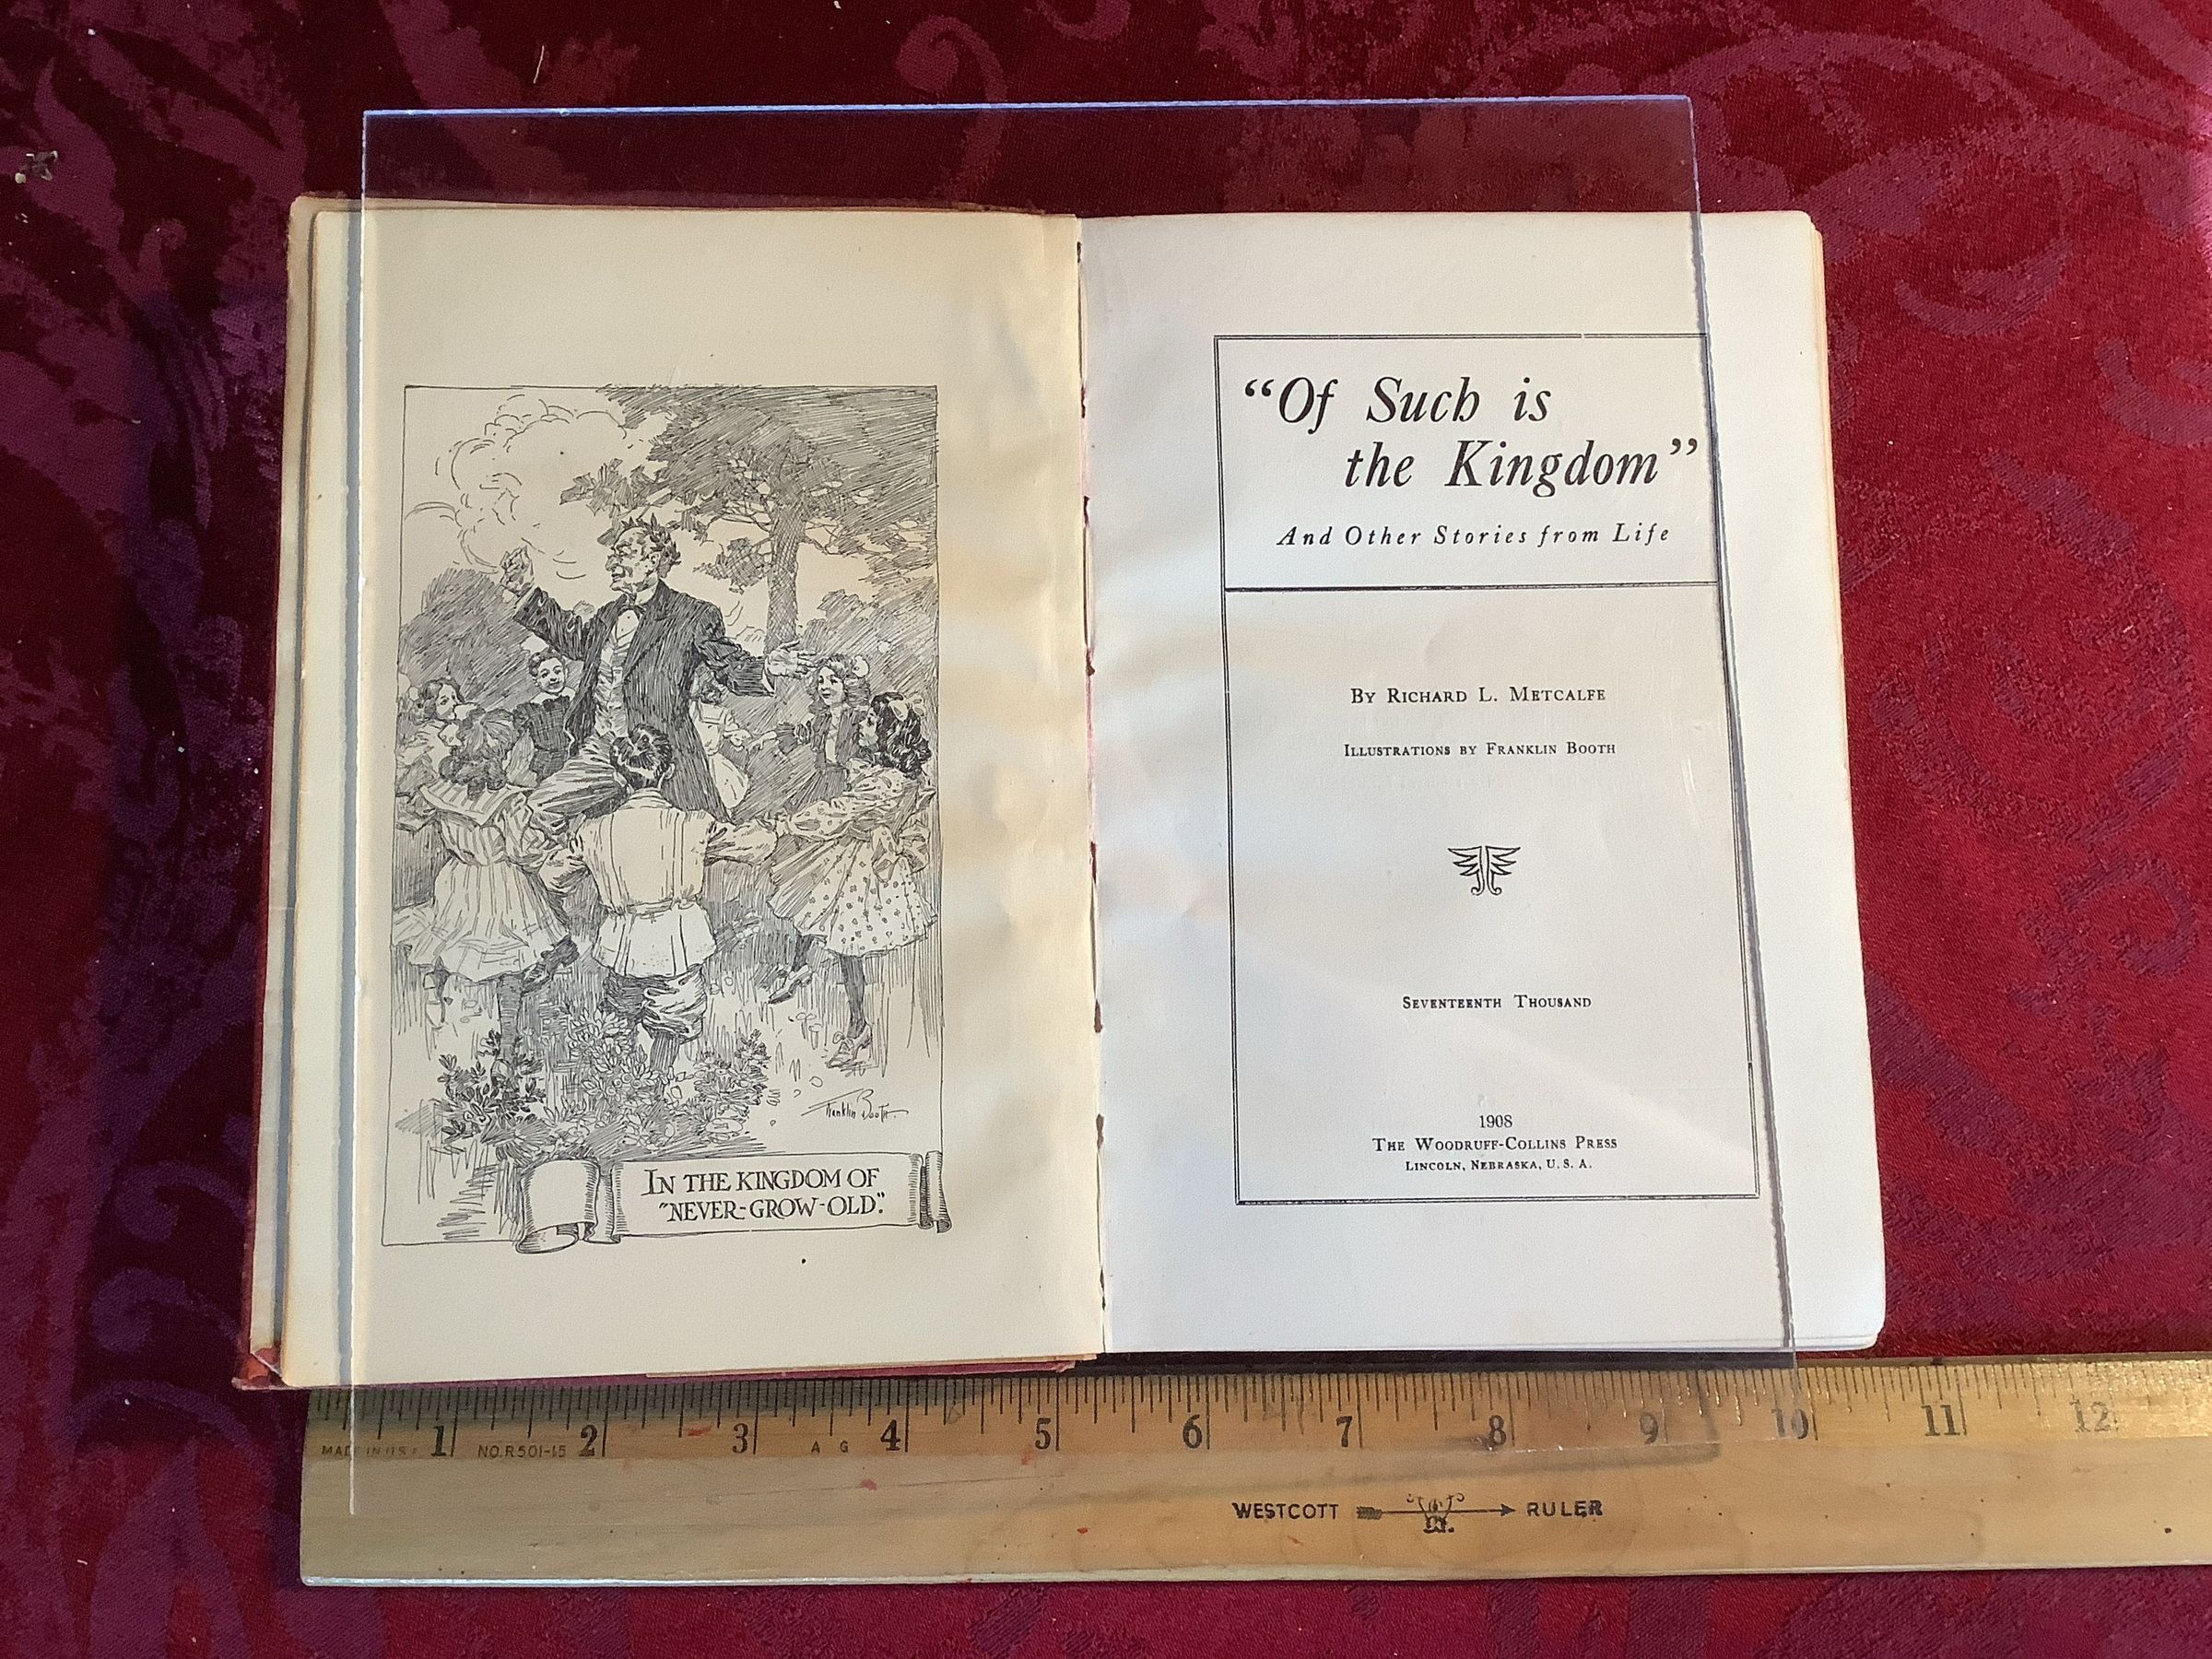 Franklin Booth
IN THE KINGDOM OF
"NEVER-GROW-OLD."
“Of Such is
the Kingdom”
And Other Stories from Life
BY RICHARD L. METCALFE
ILLUSTRATIONS BY FRANKLIN BOOTH
SEVENTEENTH THOUSAND
1908
THE WOODRUFF-COLLINS PRESS
LINCOLN, NEBRASKA, U. S. A.
1 2 3 4 5 6 7 8 9 10 11 12
MADE IN U.S.A. NO. R501-15 A G
WESTCOTT RULER